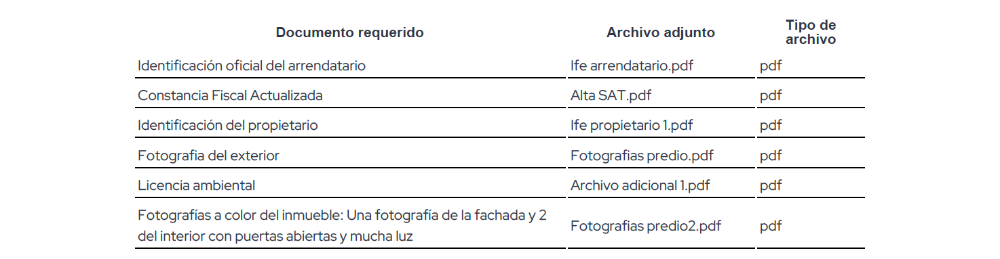 Documento requerido Archivo adjunto Tipo de
archivo
Identificación oficial del arrendatario Ife arrendatario.pdf pdf
Constancia Fiscal Actualizada Alta SAT.pdf pdf
Identificación del propietario Ife propietario 1.pdf pdf
Fotografia del exterior Fotografias predio.pdf pdf
Licencia ambiental Archivo adicional 1.pdf pdf
Fotografías a color del inmueble: Una fotografía de la fachada y 2
del interior con puertas abiertas y mucha luz Fotografias predio2.pdf pdf